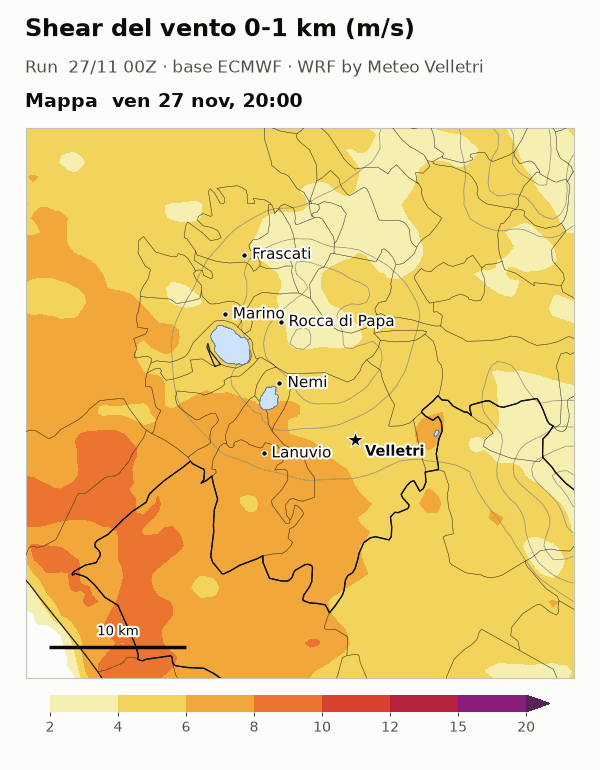 Shear del vento 0-1 km (m/s)
Run  27/11 00Z · base ECMWF · WRF by Meteo Velletri
Mappa  ven 27 nov, 20:00
Frascati
Marino
Rocca di Papa
Nemi
Velletri
Lanuvio
10 km
2 4 6 8 10 12 15 20